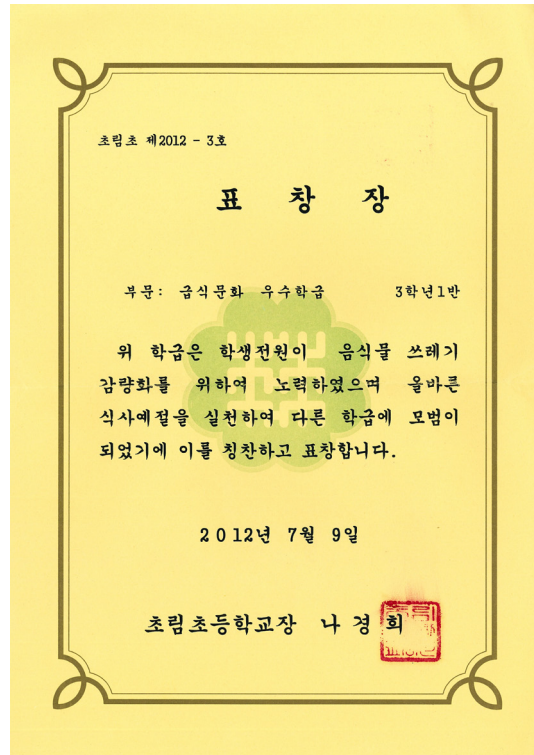 초림초 제2012 - 3호
표 창 장
부문: 급식문화 우수학급 3학년1반
위 학급은 학생전원이 음식물 쓰레기
감량화를 위하여 노력하였으며 올바른
식사예절을 실천하여 다른 학급에 모범이
되었기에 이를 칭찬하고 표창합니다.
2012년 7월 9일
초림초등학교장 나 경 희